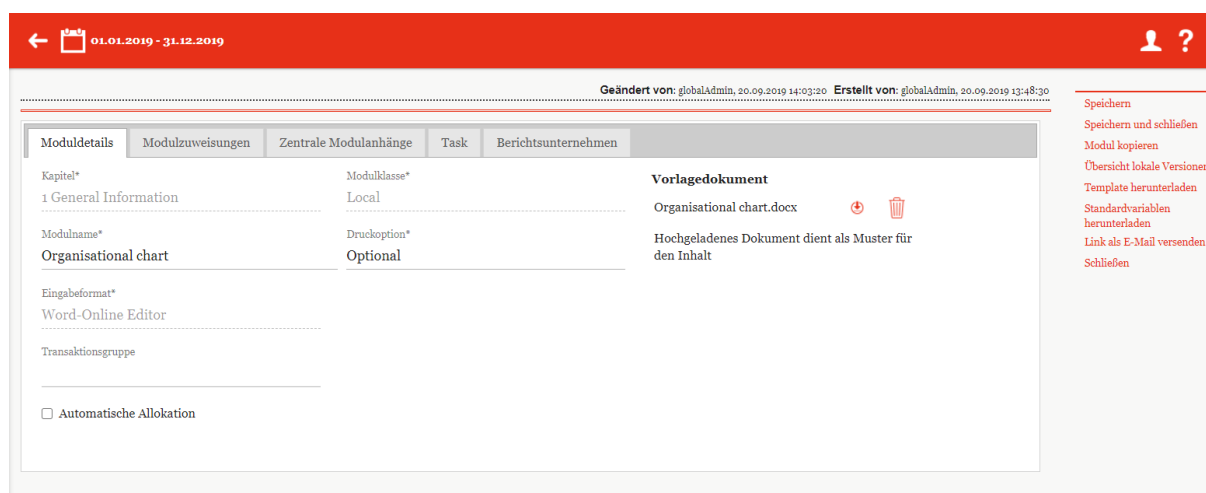 01.01.2019 - 31.12.2019
?
Geändert von: globalAdmin, 20.09.2019 14:03:20 Erstellt von: globalAdmin, 20.09.2019 13:48:30
Moduldetails Modulzuweisungen Zentrale Modulanhänge Task Berichtsunternehmen
Kapitel* Modulklasse*
1 General Information Local
Modulname* Druckoption*
Organisational chart Optional
Eingabeformat*
Word-Online Editor
Transaktionsgruppe
Automatische Allokation
Vorlagedokument
Organisational chart.docx
Hochgeladenes Dokument dient als Muster für
den Inhalt
Speichern
Speichern und schließen
Modul kopieren
Übersicht lokale Versionen
Template herunterladen
Standardvariablen
herunterladen
Link als E-Mail versenden
Schließen